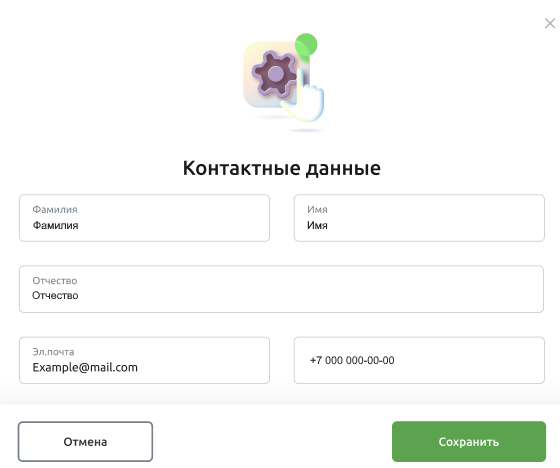 Контактные данные
Фамилия
Фамилия
Имя
Имя
Отчество
Отчество
Эл.почта
Example@mail.com
+7 000 000-00-00
Отмена
Сохранить